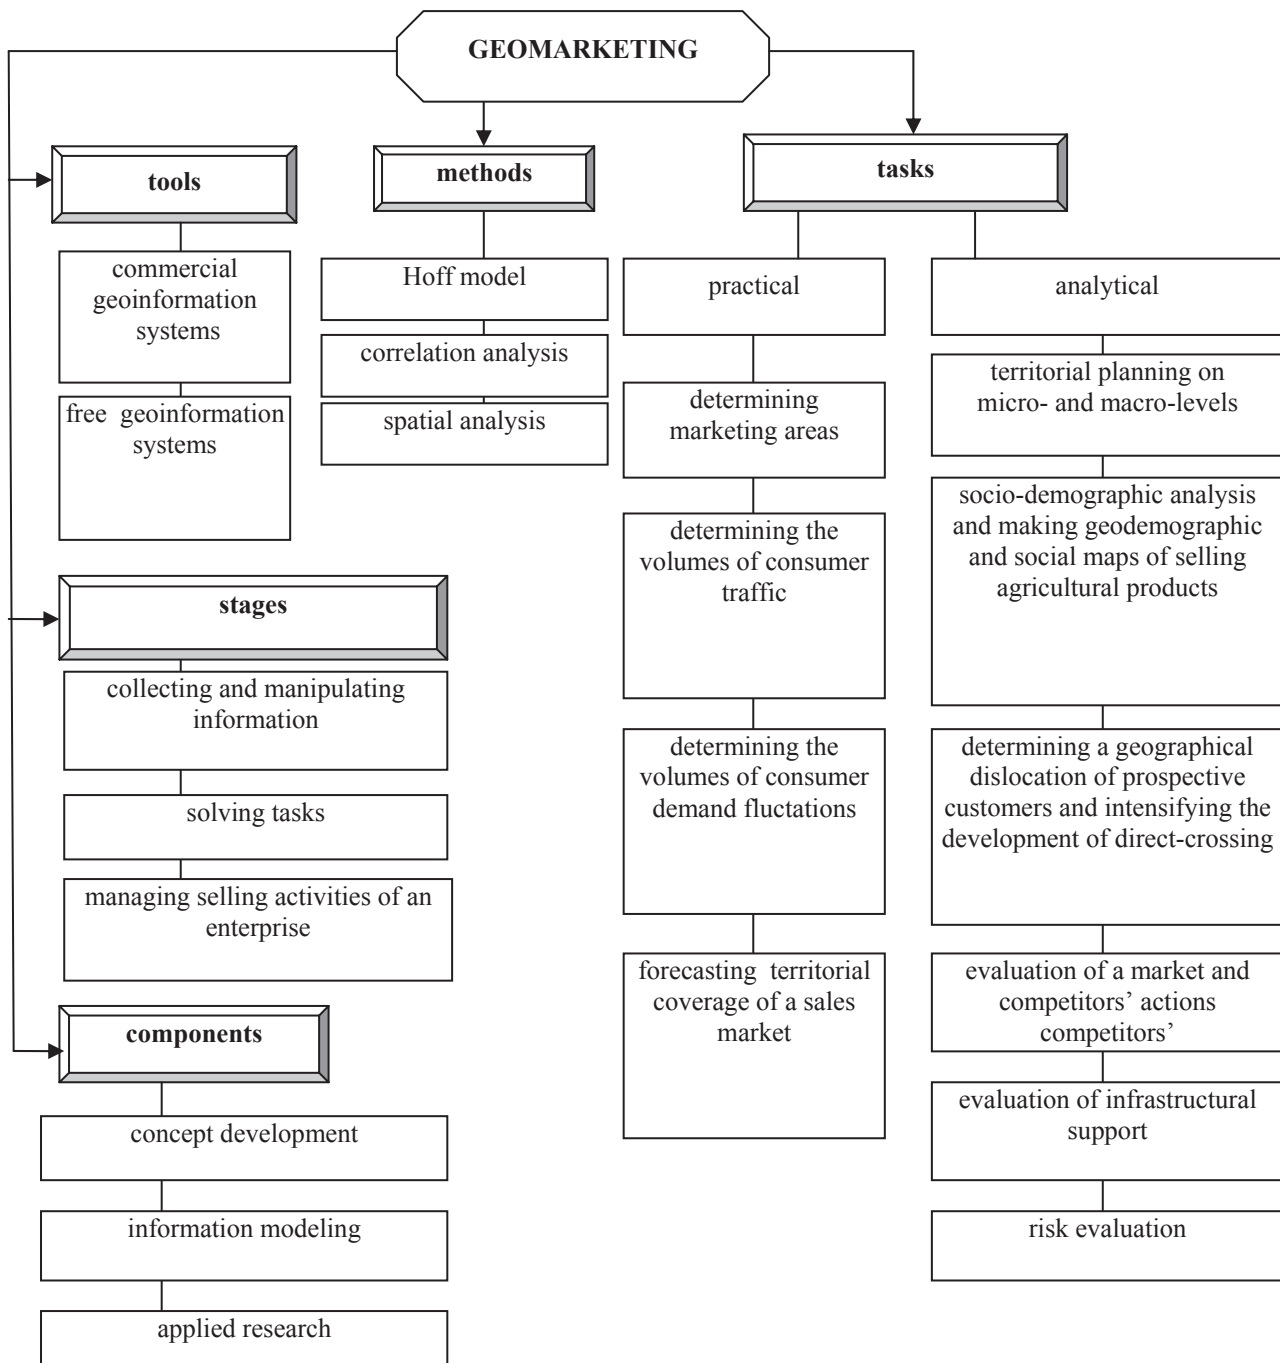 GEOMARKETING
tools
commercial
geoinformation
systems
free geoinformation
systems
methods
Hoff model
correlation analysis
spatial analysis
tasks
practical
determining
marketing areas
determining the
volumes of consumer
traffic
determining the
volumes of consumer
demand fluctations
forecasting territorial
coverage of a sales
market
analytical
territorial planning on
micro- and macro-levels
socio-demographic analysis
and making geodemographic
and social maps of selling
agricultural products
determining a geographical
dislocation of prospective
customers and intensifying the
development of direct-crossing
evaluation of a market and
competitors’ actions
competitors’
evaluation of infrastructural
support
risk evaluation
stages
collecting and manipulating
information
solving tasks
managing selling activities of an
enterprise
components
concept development
information modeling
applied research